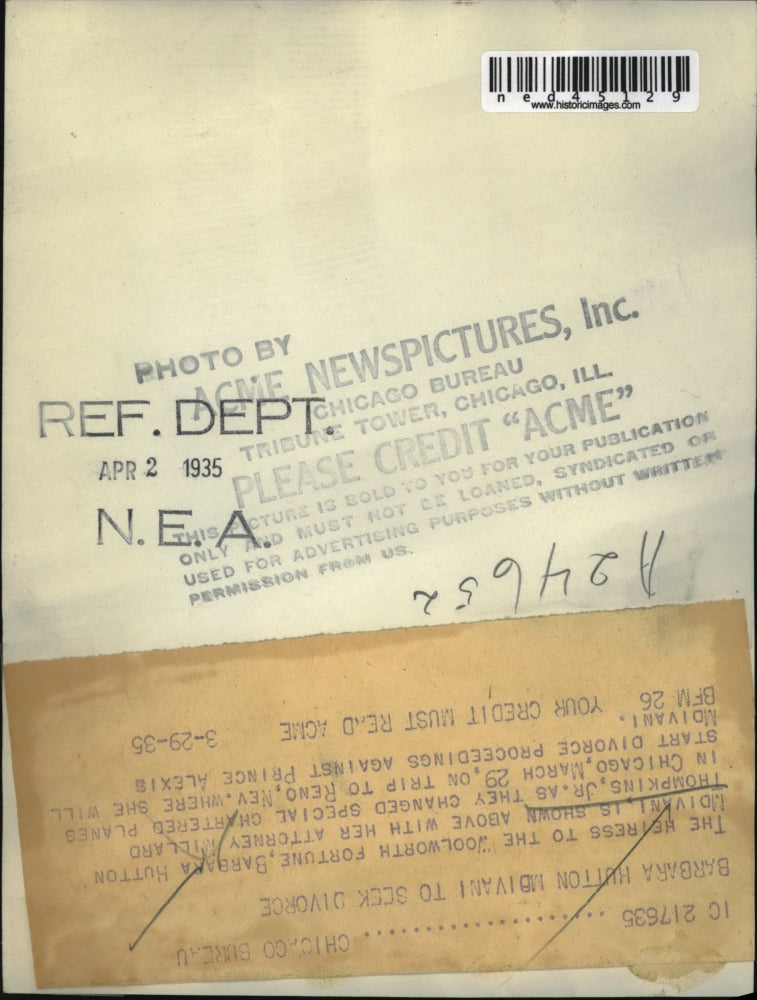 ned45129
www.historicimages.com
PHOTO BY
ACME NEWSPICTURES, Inc.
CHICAGO BUREAU
TRIBUNE TOWER, CHICAGO, ILL.
PLEASE CREDIT “ACME”
THIS PICTURE IS SOLD TO YOU FOR YOUR PUBLICATION
ONLY AND MUST NOT BE LOANED, SYNDICATED OR
USED FOR ADVERTISING PURPOSES WITHOUT WRITTEN
PERMISSION FROM US.
REF. DEPT.
APR 2 1935
N.E.A.
A24652
IC 217635 .................... CHICAGO BUREAU
BARBARA HUTTON MDIVANI TO SEEK DIVORCE
THE HEIRESS TO THE WOOLWORTH FORTUNE, BARBARA HUTTON
MDIVANI, IS SHOWN ABOVE WITH HER ATTORNEY MILLARD
THOMPKINS, JR. AS THEY CHANGED SPECIAL CHARTERED PLANES
IN CHICAGO, MARCH 29, ON TRIP TO RENO, NEV. WHERE SHE WILL
START DIVORCE PROCEEDINGS AGAINST PRINCE ALEXIS
MDIVANI.
BFM 26 YOUR CREDIT MUST READ ACME 3-29-35